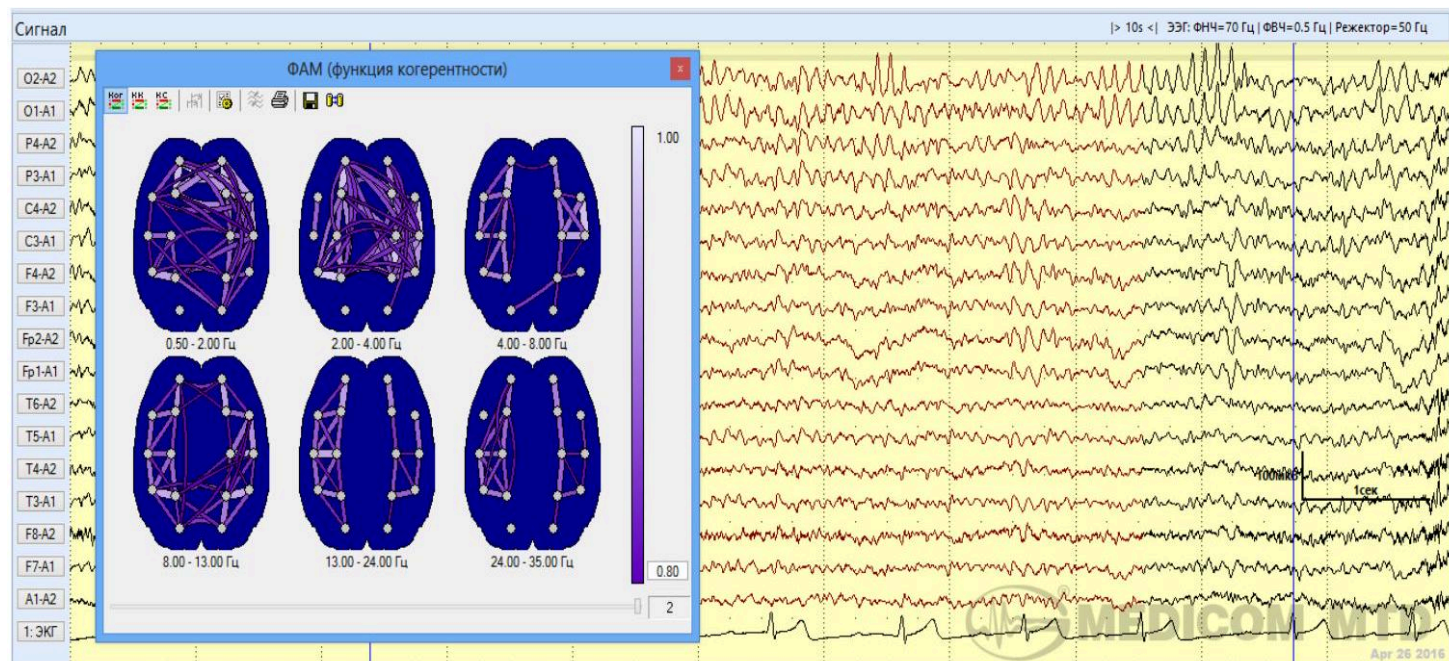 Сигнал
|> 10s <| ЭЭГ: ФНЧ=70 Гц | ФВЧ=0.5 Гц | Режектор=50 Гц
ФАМ (функция когерентности)
Ког КК КС
1.00
0.50 - 2.00 Гц
2.00 - 4.00 Гц
4.00 - 8.00 Гц
8.00 - 13.00 Гц
13.00 - 24.00 Гц
24.00 - 35.00 Гц
0.80
2
O2-A2
O1-A1
P4-A2
P3-A1
C4-A2
C3-A1
F4-A2
F3-A1
Fp2-A2
Fp1-A1
T6-A2
T5-A1
T4-A2
T3-A1
F8-A2
F7-A1
A1-A2
1: ЭКГ
100мкв
1сек
MEDICOM MTD
Apr 26 2016